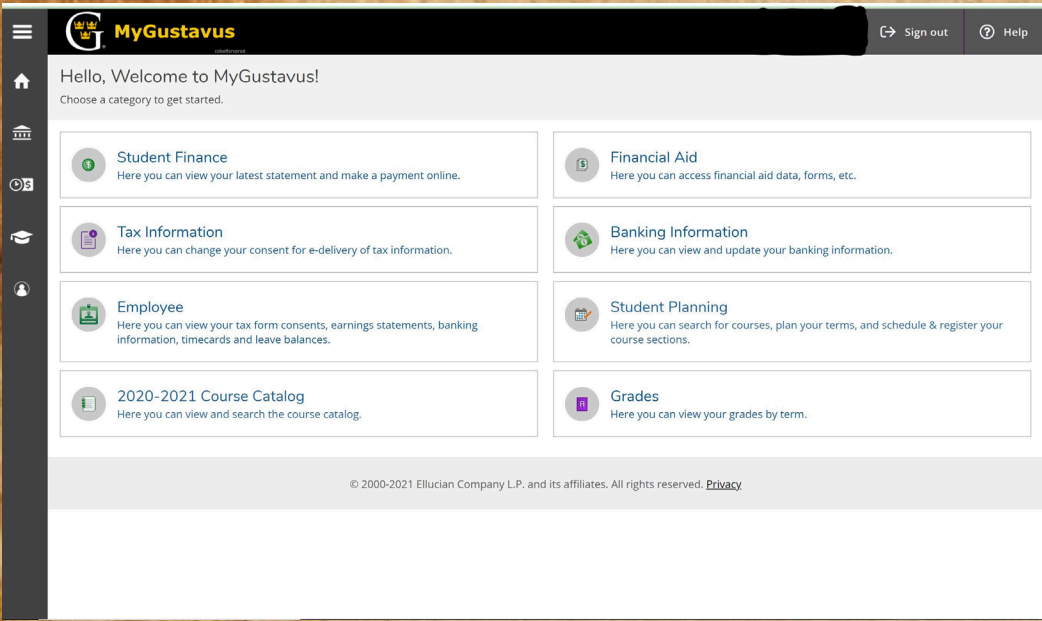 MyGustavus
Sign out
Help
Hello, Welcome to MyGustavus!
Choose a category to get started.
Student Finance
Here you can view your latest statement and make a payment online.
Financial Aid
Here you can access financial aid data, forms, etc.
Tax Information
Here you can change your consent for e-delivery of tax information.
Banking Information
Here you can view and update your banking information.
Employee
Here you can view your tax form consents, earnings statements, banking
information, timecards and leave balances.
Student Planning
Here you can search for courses, plan your terms, and schedule & register your
course sections.
2020-2021 Course Catalog
Here you can view and search the course catalog.
Grades
Here you can view your grades by term.
© 2000-2021 Ellucian Company L.P. and its affiliates. All rights reserved. Privacy